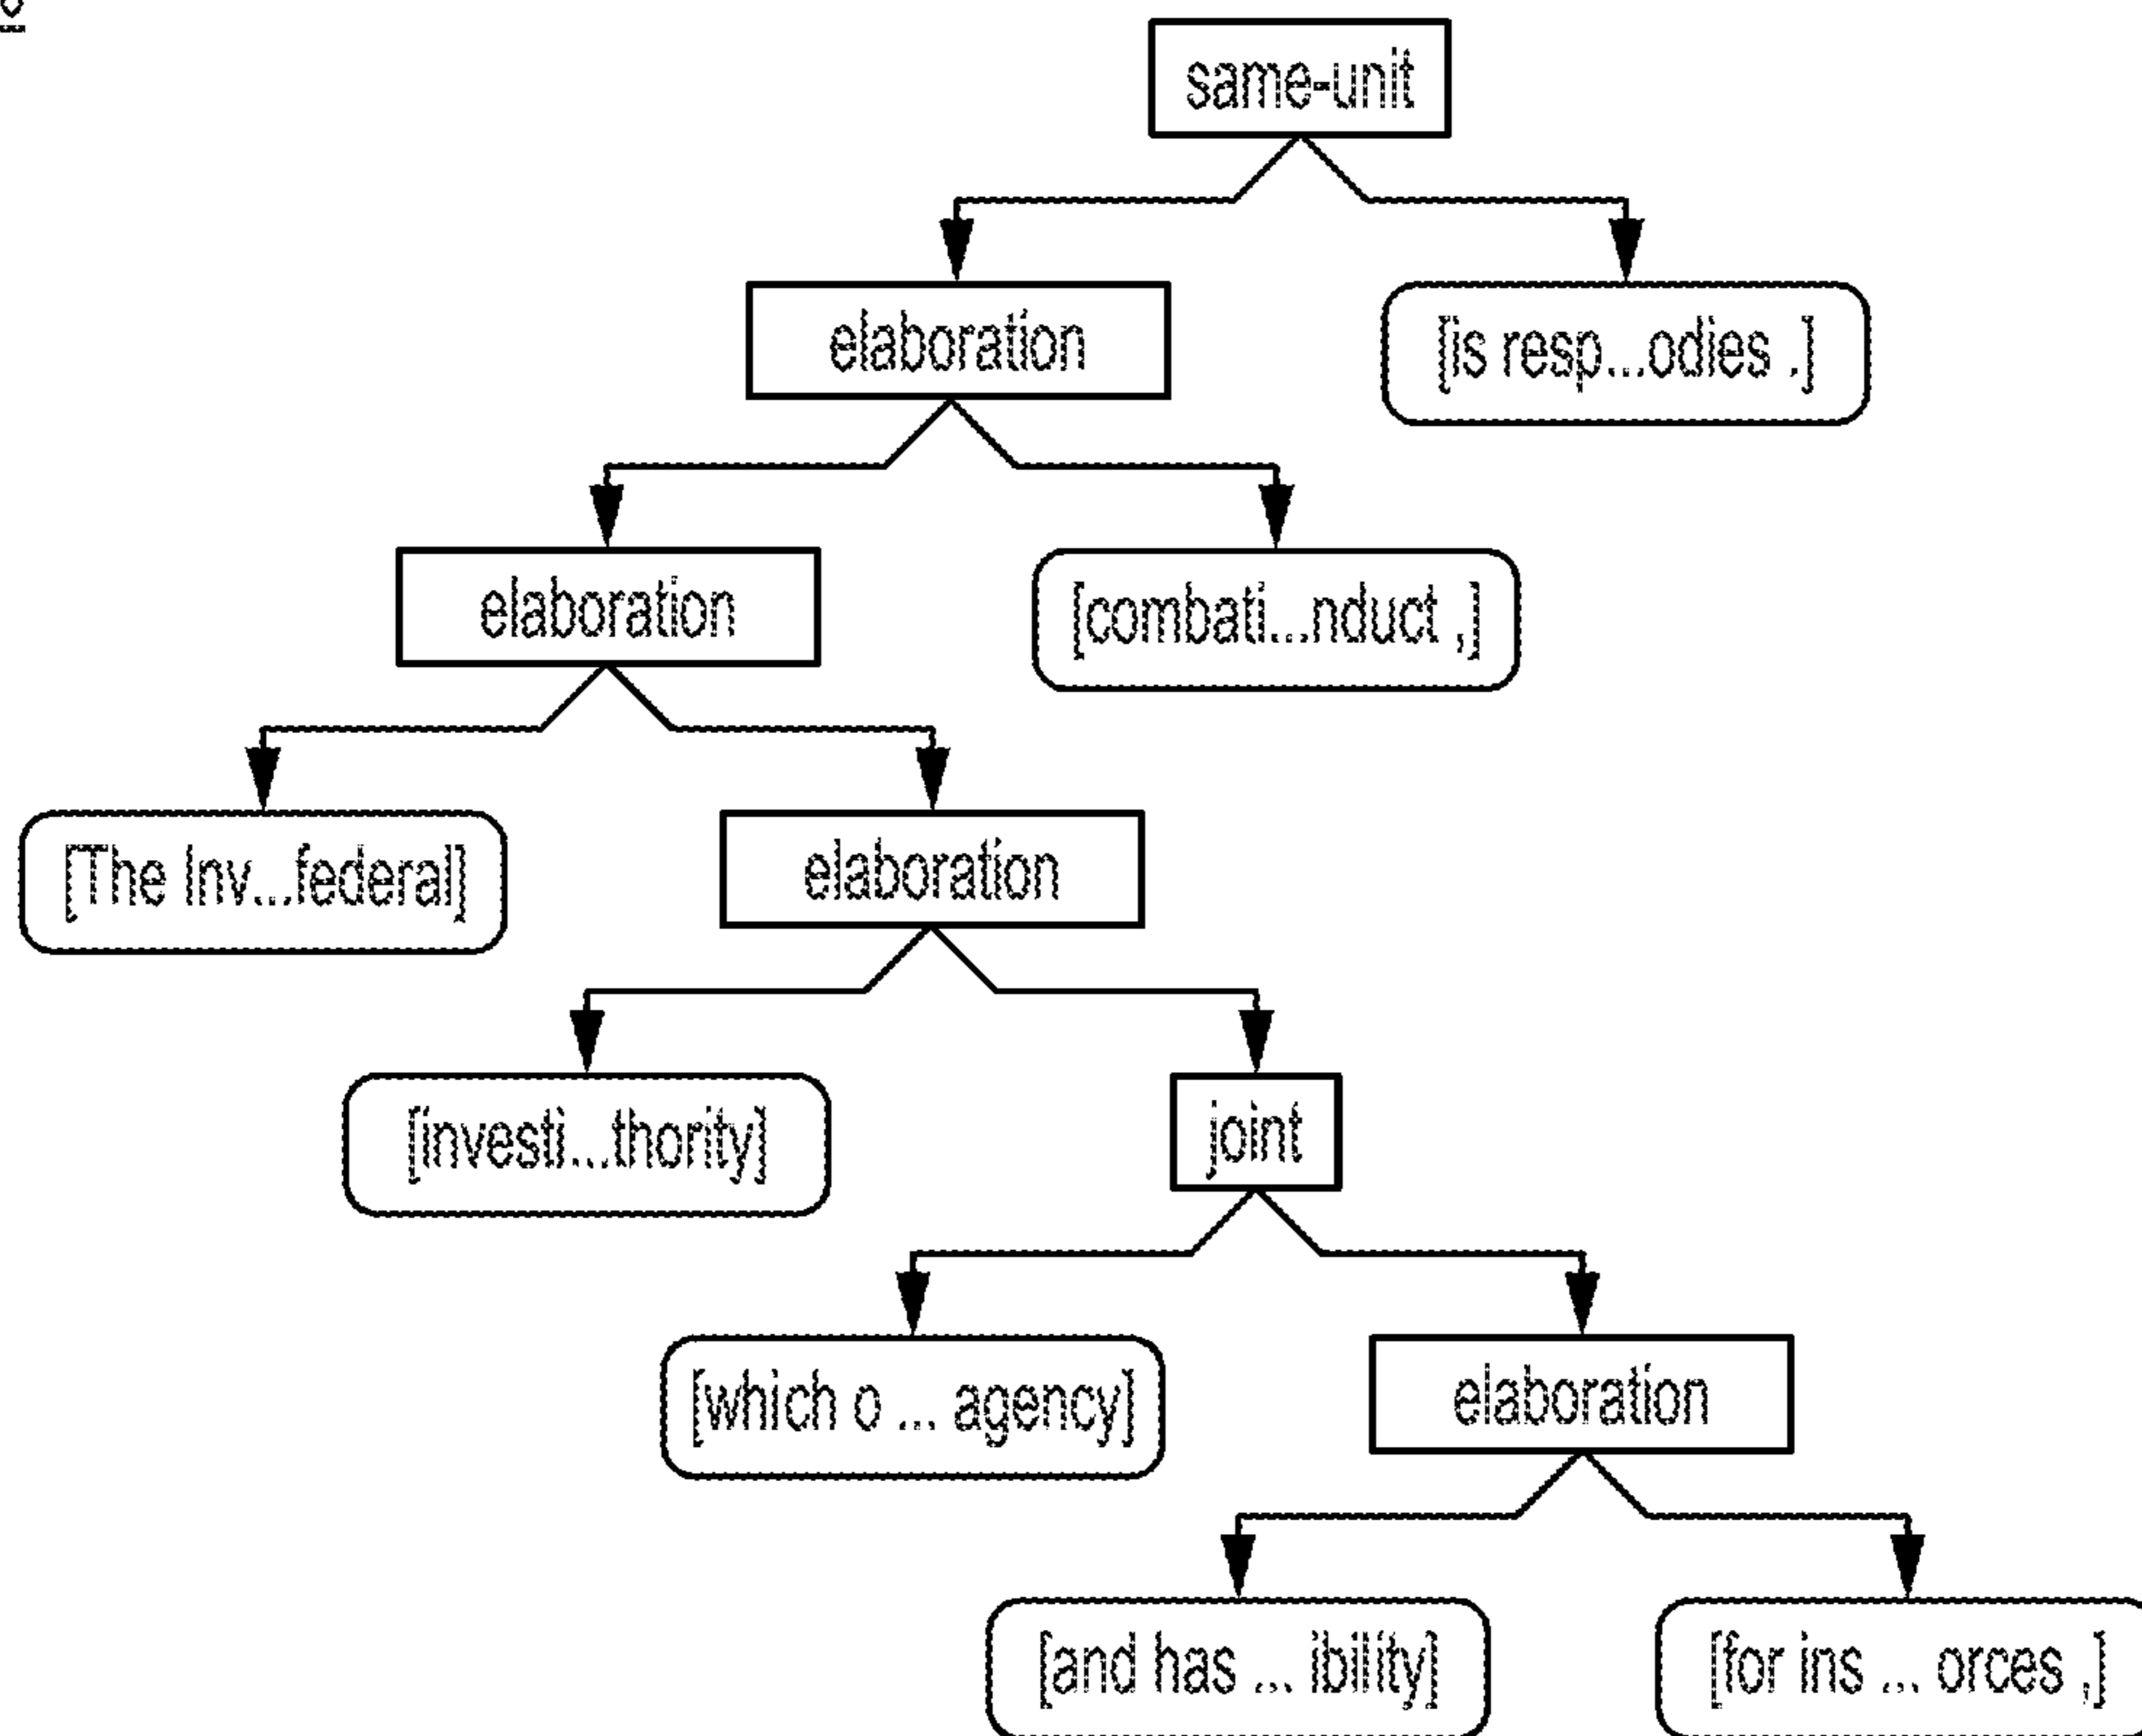 same-unit
elaboration
[is resp...odies .]
elaboration
[combati...nduct ,]
[The Inv...federal]
elaboration
[investi...thority]
joint
[which o ... agency]
elaboration
[and has ... ibility]
[for ins ... orces ,]